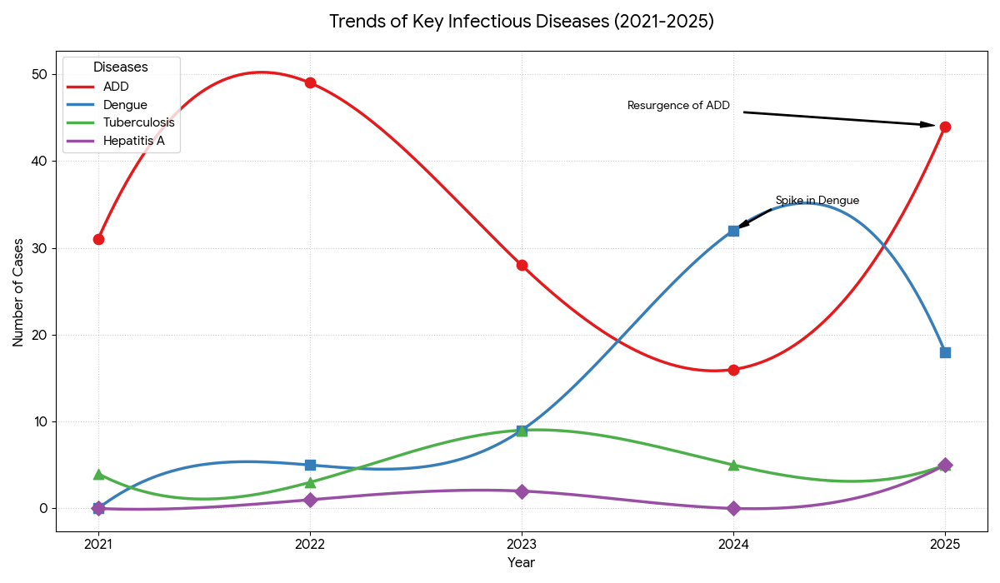 Trends of Key Infectious Diseases (2021-2025)
Diseases
ADD
Dengue
Tuberculosis
Hepatitis A
Resurgence of ADD
Spike in Dengue
Number of Cases
50
40
30
20
10
0
2021
2022
2023
2024
2025
Year